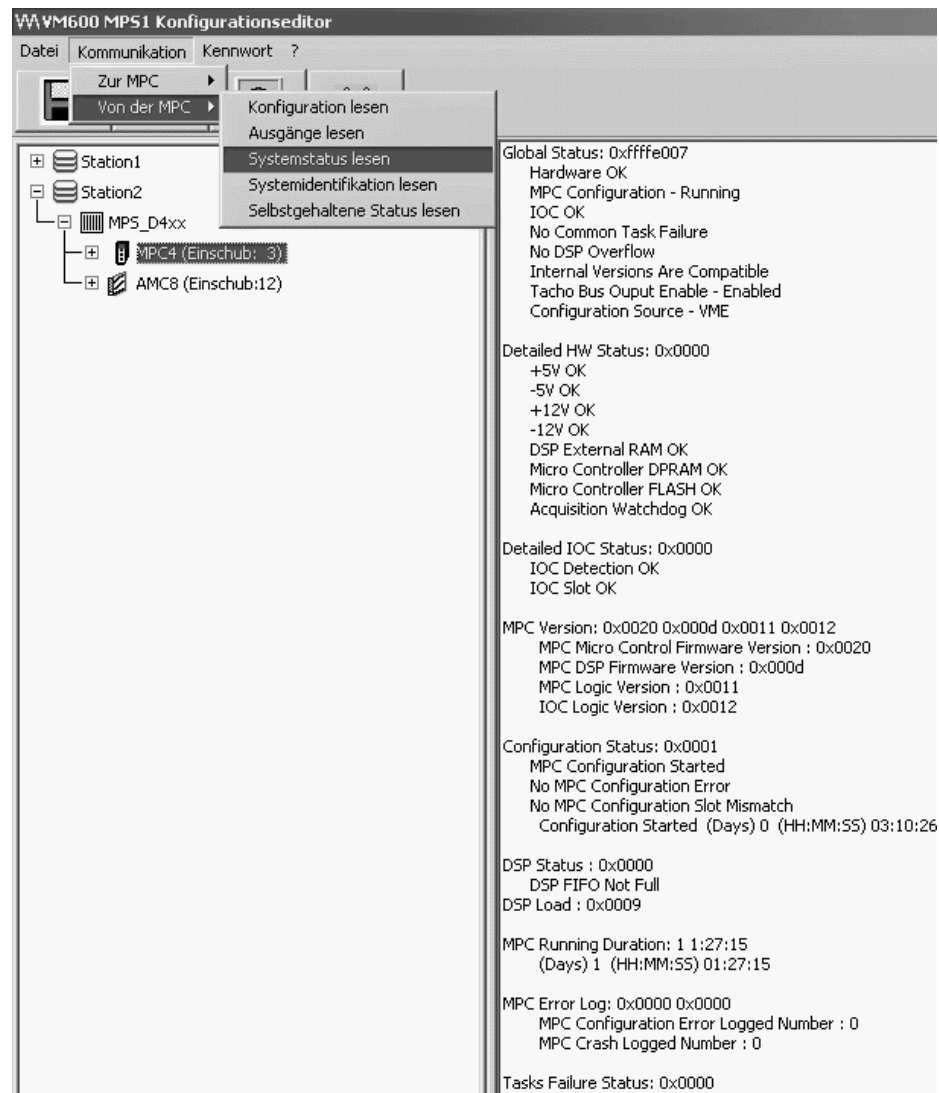 VM600 MPS1 Konfigurationseditor
Datei Kommunikation Kennwort ?
Zur MPC
Von der MPC
Konfiguration lesen
Ausgänge lesen
Systemstatus lesen
Systemidentifikation lesen
Selbstgehaltene Status lesen
Station1
Station2
MPS_D4xx
MPC4 (Einschub: 3)
AMC8 (Einschub:12)
Global Status: 0xffffe007
Hardware OK
MPC Configuration - Running
IOC OK
No Common Task Failure
No DSP Overflow
Internal Versions Are Compatible
Tacho Bus Ouput Enable - Enabled
Configuration Source - VME
Detailed HW Status: 0x0000
+5V OK
-5V OK
+12V OK
-12V OK
DSP External RAM OK
Micro Controller DPRAM OK
Micro Controller FLASH OK
Acquisition Watchdog OK
Detailed IOC Status: 0x0000
IOC Detection OK
IOC Slot OK
MPC Version: 0x0020 0x000d 0x0011 0x0012
MPC Micro Control Firmware Version : 0x0020
MPC DSP Firmware Version : 0x000d
MPC Logic Version : 0x0011
IOC Logic Version : 0x0012
Configuration Status: 0x0001
MPC Configuration Started
No MPC Configuration Error
No MPC Configuration Slot Mismatch
Configuration Started (Days) 0 (HH:MM:SS) 03:10:26
DSP Status : 0x0000
DSP FIFO Not Full
DSP Load : 0x0009
MPC Running Duration: 1 1:27:15
(Days) 1 (HH:MM:SS) 01:27:15
MPC Error Log: 0x0000 0x0000
MPC Configuration Error Logged Number : 0
MPC Crash Logged Number : 0
Tasks Failure Status: 0x0000